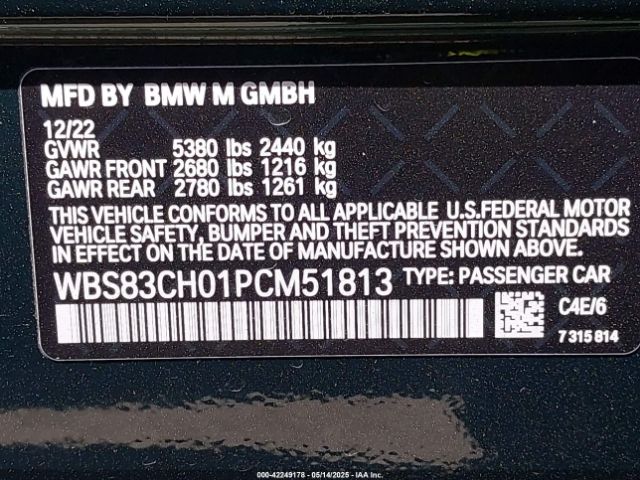 MFD BY BMW M GMBH
12/22
GVWR 5380 lbs 2440 kg
GAWR FRONT 2680 lbs 1216 kg
GAWR REAR 2780 lbs 1261 kg
THIS VEHICLE CONFORMS TO ALL APPLICABLE U.S.FEDERAL MOTOR
VEHICLE SAFETY, BUMPER AND THEFT PREVENTION STANDARDS
IN EFFECT ON THE DATE OF MANUFACTURE SHOWN ABOVE.
WBS83CH01PCM51813 TYPE: PASSENGER CAR
C4E/6
7 315 814
000-42249178 - 05/14/2025 - IAA Inc.